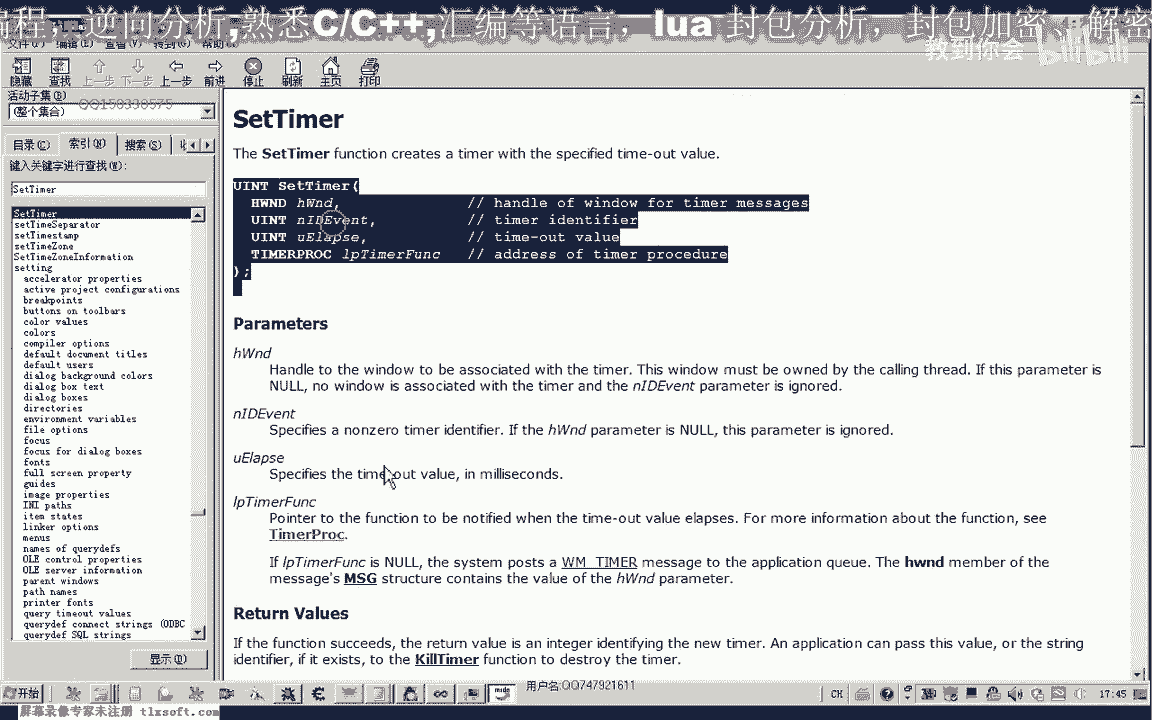 编程，逆向分析,熟悉C/C++,汇编等语言，lua 封包分析，封包加密、解密
文件(F) 编辑(E) 查看(V) 转到(G) 帮助(H)
教到你会 bilibili
隐藏 查找 上一步 下一步 上一步 前进 停止 刷新 主页 打印
活动子集(B)
QQ150330575
(整个集合)
目录(C) 索引(N) 搜索(S)
键入关键字进行查找(W):
SetTimer
SetTimer
setTimeSeparator
setTimestamp
setTimeZone
SetTimeZoneInformation
setting
accelerator properties
active project configurations
breakpoints
buttons on toolbars
color values
colors
compiler options
default document titles
default users
dialog background colors
dialog box text
dialog boxes
directories
environment variables
file options
focus
focus for dialog boxes
fonts
full screen property
guides
image properties
INI paths
item states
linker options
menus
names of querydefs
OLE control properties
OLE server information
parent windows
path names
printer fonts
query timeout values
querydef connect strings (ODBC
querydef SQL strings
显示(D)
SetTimer
The SetTimer function creates a timer with the specified time-out value.
UINT SetTimer(
HWND hWnd, // handle of window for timer messages
UINT nIDEvent, // timer identifier
UINT uElapse, // time-out value
TIMERPROC lpTimerFunc // address of timer procedure
);
Parameters
hWnd
Handle to the window to be associated with the timer. This window must be owned by the calling thread. If this parameter is
NULL, no window is associated with the timer and the nIDEvent parameter is ignored.
nIDEvent
Specifies a nonzero timer identifier. If the hWnd parameter is NULL, this parameter is ignored.
uElapse
Specifies the time-out value, in milliseconds.
lpTimerFunc
Pointer to the function to be notified when the time-out value elapses. For more information about the function, see
TimerProc.
If lpTimerFunc is NULL, the system posts a WM_TIMER message to the application queue. The hwnd member of the
message's MSG structure contains the value of the hWnd parameter.
Return Values
If the function succeeds, the return value is an integer identifying the new timer. An application can pass this value, or the string
identifier, if it exists, to the KillTimer function to destroy the timer.
开始
用户名:QQ747921611
CH
17:45
屏幕录像专家未注册 tlxsoft.com